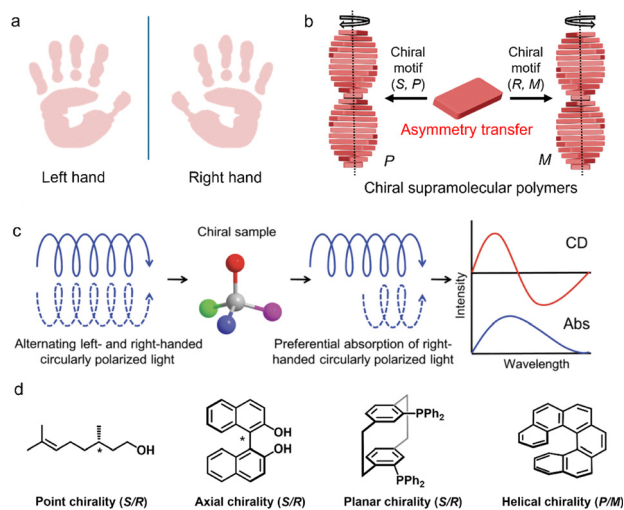 a
Left hand
Right hand
b
Chiral
motif
(S, P)
Chiral
motif
(R, M)
Asymmetry transfer
P
M
Chiral supramolecular polymers
c
Chiral sample
Alternating left- and right-handed
circularly polarized light
Preferential absorption of right-
handed circularly polarized light
CD
Abs
Intensity
Wavelength
d
OH
*
Point chirality (S/R)
OH
OH
*
Axial chirality (S/R)
PPh2
PPh2
Planar chirality (S/R)
Helical chirality (P/M)